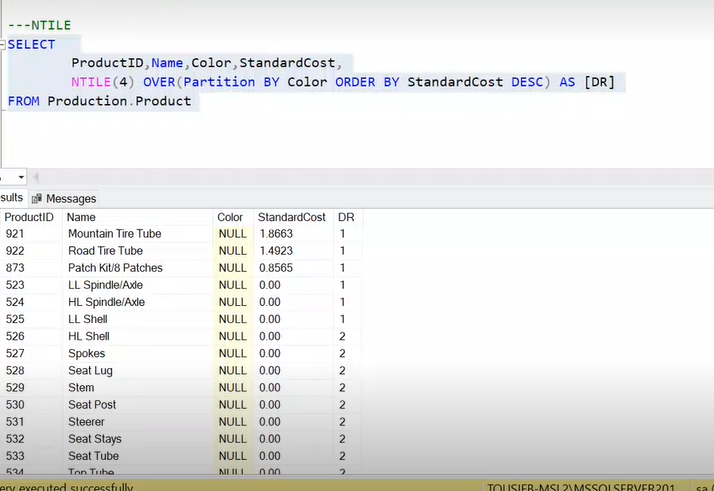 ---NTILE
SELECT
ProductID,Name,Color,StandardCost,
NTILE(4) OVER(Partition BY Color ORDER BY StandardCost DESC) AS [DR]
FROM Production.Product
sults Messages
ProductID Name Color StandardCost DR
921 Mountain Tire Tube NULL 1.8663 1
922 Road Tire Tube NULL 1.4923 1
873 Patch Kit/8 Patches NULL 0.8565 1
523 LL Spindle/Axle NULL 0.00 1
524 HL Spindle/Axle NULL 0.00 1
525 LL Shell NULL 0.00 1
526 HL Shell NULL 0.00 2
527 Spokes NULL 0.00 2
528 Seat Lug NULL 0.00 2
529 Stem NULL 0.00 2
530 Seat Post NULL 0.00 2
531 Steerer NULL 0.00 2
532 Seat Stays NULL 0.00 2
533 Seat Tube NULL 0.00 2
534 Top Tube NULL 0.00 2
ery executed successfully TOUSIEB-MSL2\MSSQLSERVER201 sa (